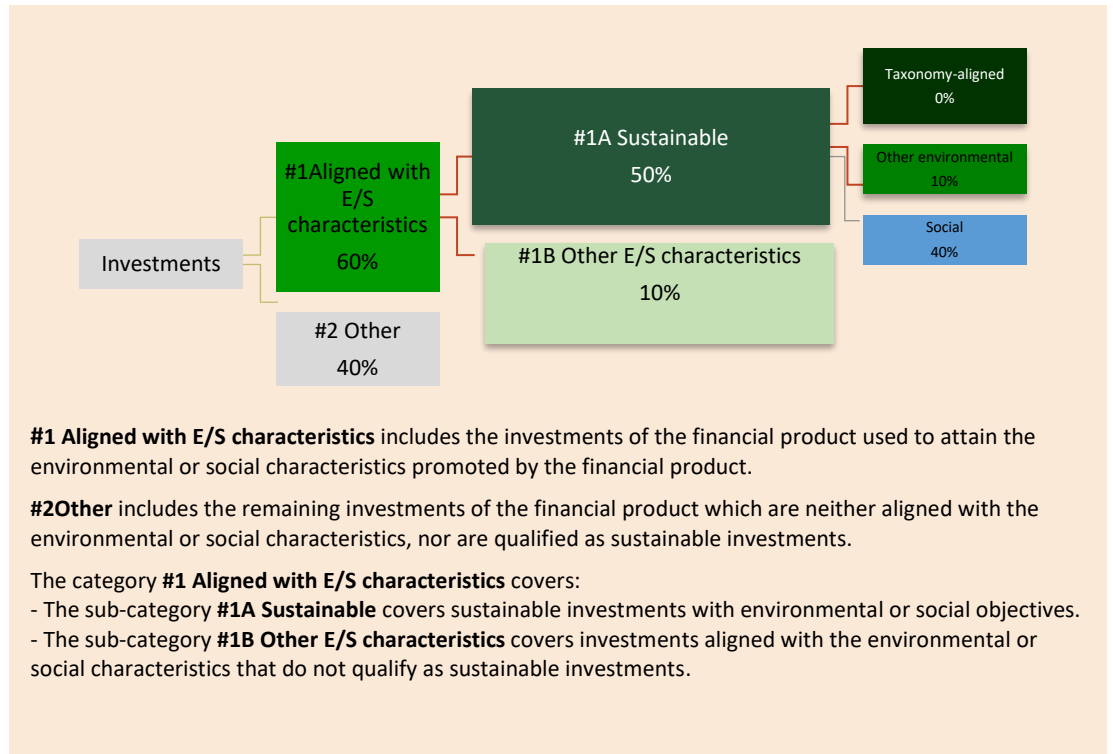 Taxonomy-aligned
0%
#1A Sustainable
50%
Other environmental
10%
#1Aligned with
E/S
characteristics
60%
Social
40%
Investments
#1B Other E/S characteristics
10%
#2 Other
40%
#1 Aligned with E/S characteristics includes the investments of the financial product used to attain the
environmental or social characteristics promoted by the financial product.
#2Other includes the remaining investments of the financial product which are neither aligned with the
environmental or social characteristics, nor are qualified as sustainable investments.
The category #1 Aligned with E/S characteristics covers:
- The sub-category #1A Sustainable covers sustainable investments with environmental or social objectives.
- The sub-category #1B Other E/S characteristics covers investments aligned with the environmental or
social characteristics that do not qualify as sustainable investments.